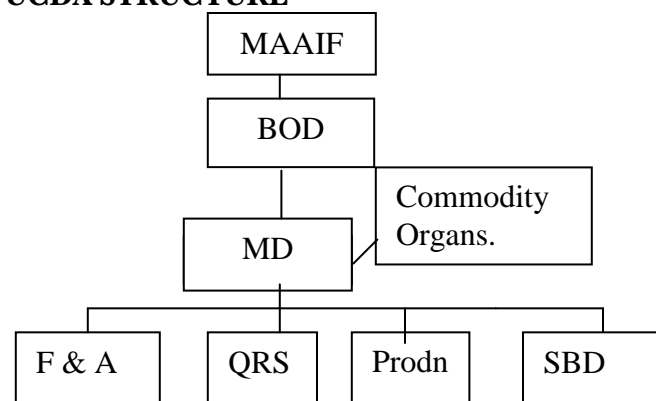 UCDA STRUCTURE
MAAIF
BOD
Commodity
Organs.
MD
F & A
QRS
Prodn
SBD